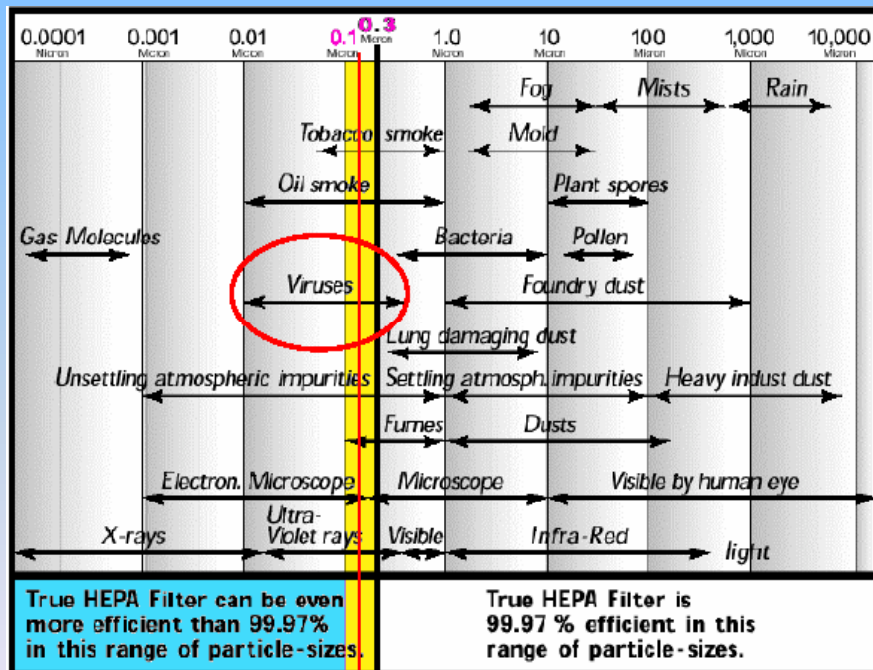 0.0001 0.001 0.01 0.1 0.3 1.0 10 100 1,000 10,000
Micron Micron Micron Micron Micron Micron Micron Micron Micron Micron
Fog Mists Rain
Tobacco smoke Mold
Oil smoke Plant spores
Gas Molecules Bacteria Pollen
Viruses Foundry dust
Lung damaging dust
Unsettling atmospheric impurities Settling atmosph. impurities Heavy indust dust
Fumes Dusts
Electron. Microscope Microscope Visible by human eye
Ultra-
X-rays Violet rays Visible Infra-Red light
True HEPA Filter can be even
more efficient than 99.97%
in this range of particle-sizes.
True HEPA Filter is
99.97 % efficient in this
range of particle-sizes.